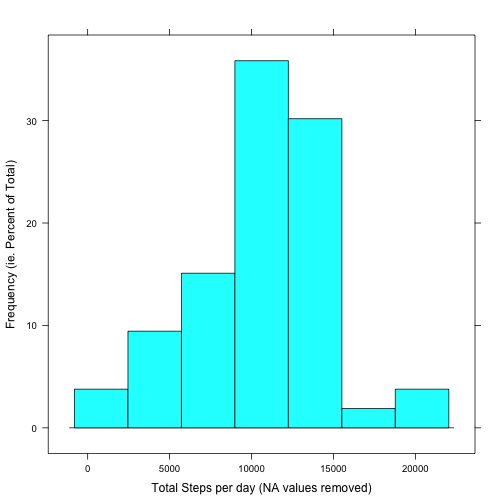 30
20
10
0
Frequency (ie. Percent of Total)
0 5000 10000 15000 20000
Total Steps per day (NA values removed)